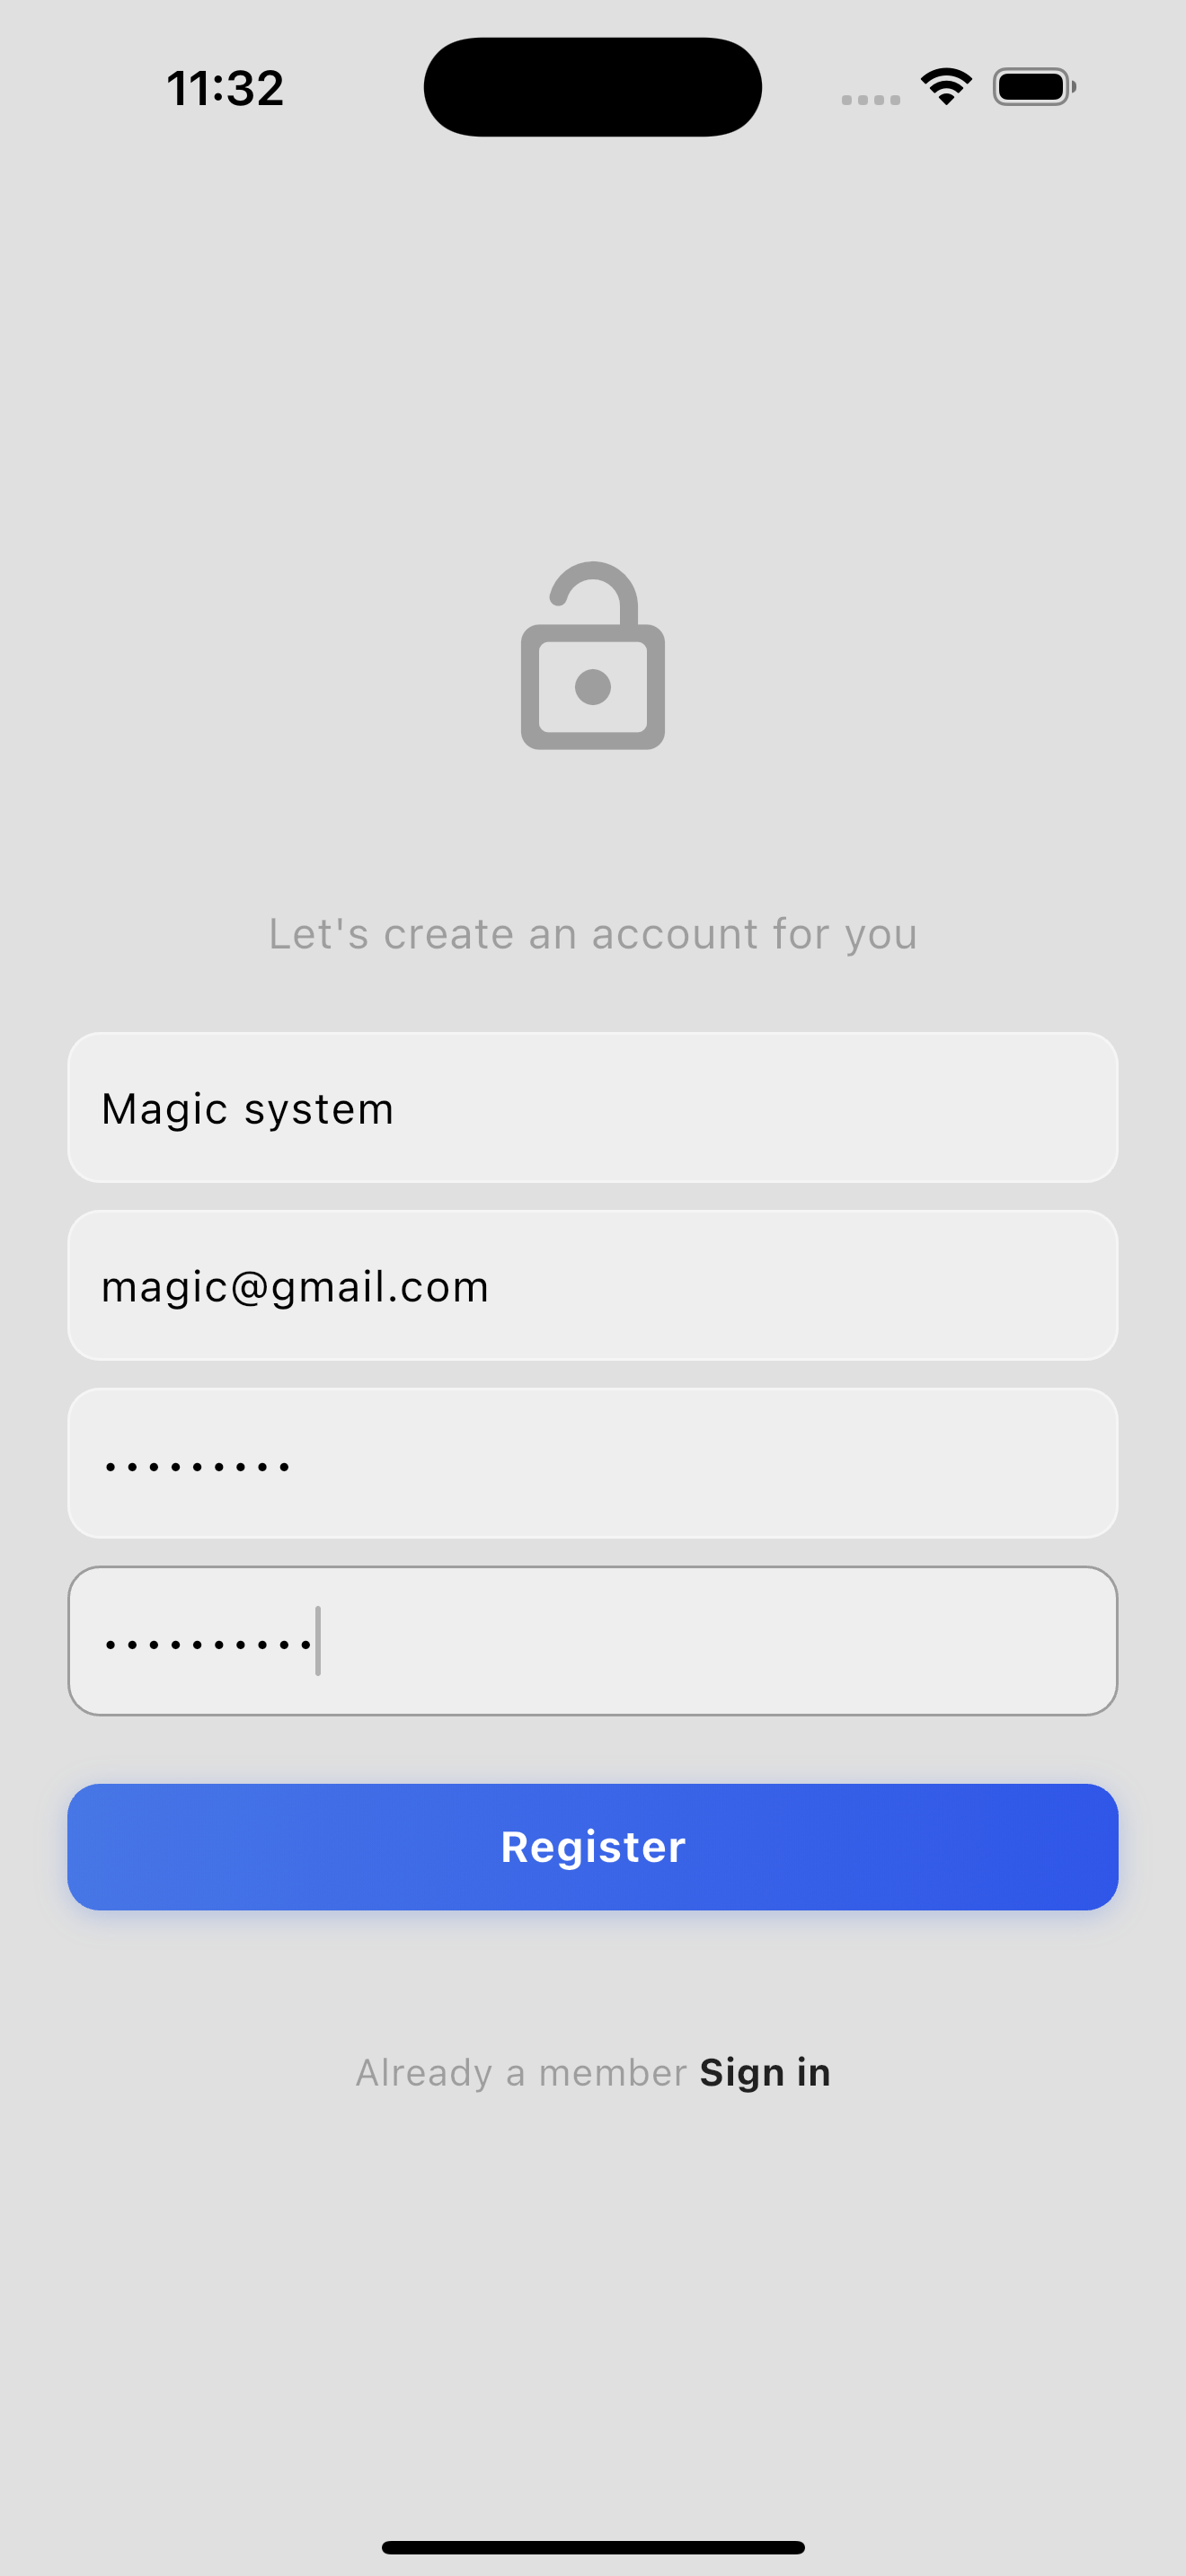 11:32
Let's create an account for you
Magic system
magic@gmail.com
•••••••••
••••••••••
Register
Already a member Sign in